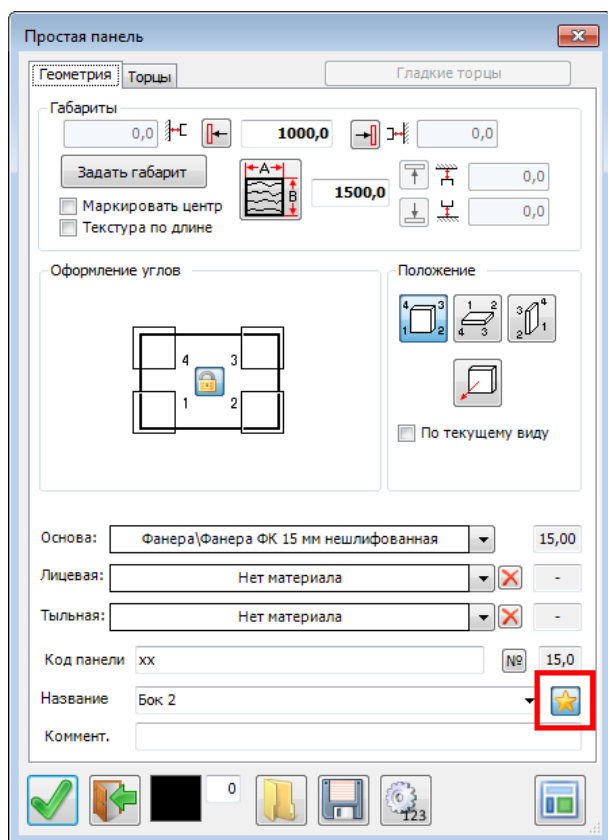 Простая панель
Геометрия Торцы Гладкие торцы
Габариты
0,0 1000,0 0,0
Задать габарит
A
B
1500,0
0,0
Маркировать центр
0,0
Текстура по длине
Оформление углов
Положение
4 3
1 2
4 3 1 2
1 2 4 3
3 4
2 1
По текущему виду
Основа: Фанера\Фанера ФК 15 мм нешлифованная 15,00
Лицевая: Нет материала -
Тыльная: Нет материала -
Код панели xx № 15,0
Название Бок 2
Коммент.
0
123